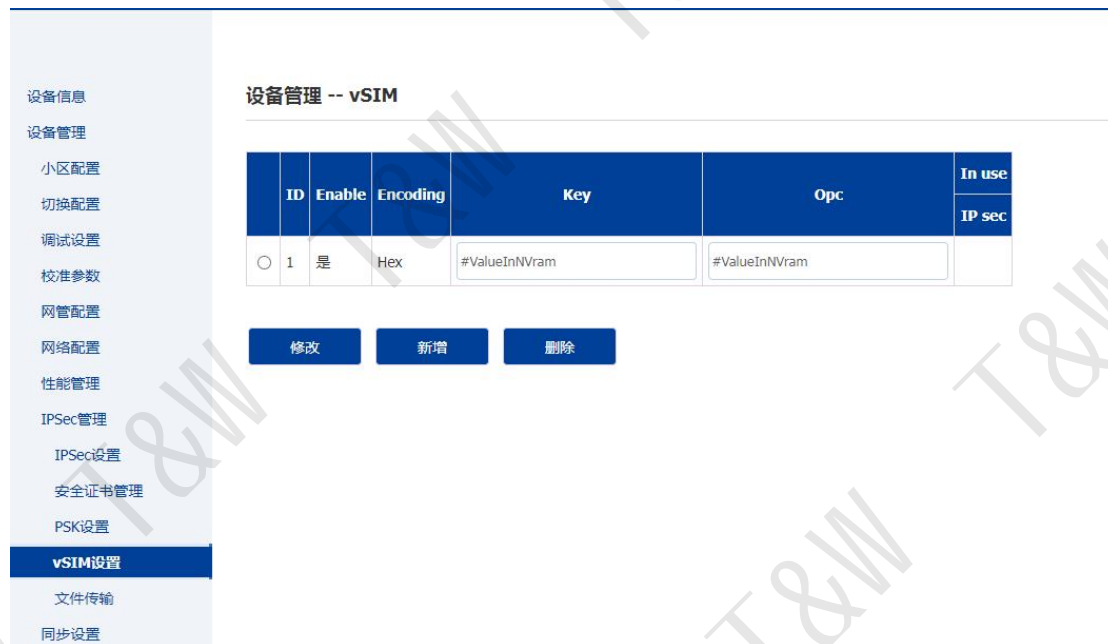 设备信息
设备管理
小区配置
切换配置
调试设置
校准参数
网管配置
网络配置
性能管理
IPSec管理
IPSec设置
安全证书管理
PSK设置
vSIM设置
文件传输
同步设置
设备管理 -- vSIM
ID Enable Encoding Key Opc In use
IP sec
1 是 Hex #ValueInNVram #ValueInNVram
修改 新增 删除
T&W
T&W
T&W
T&W